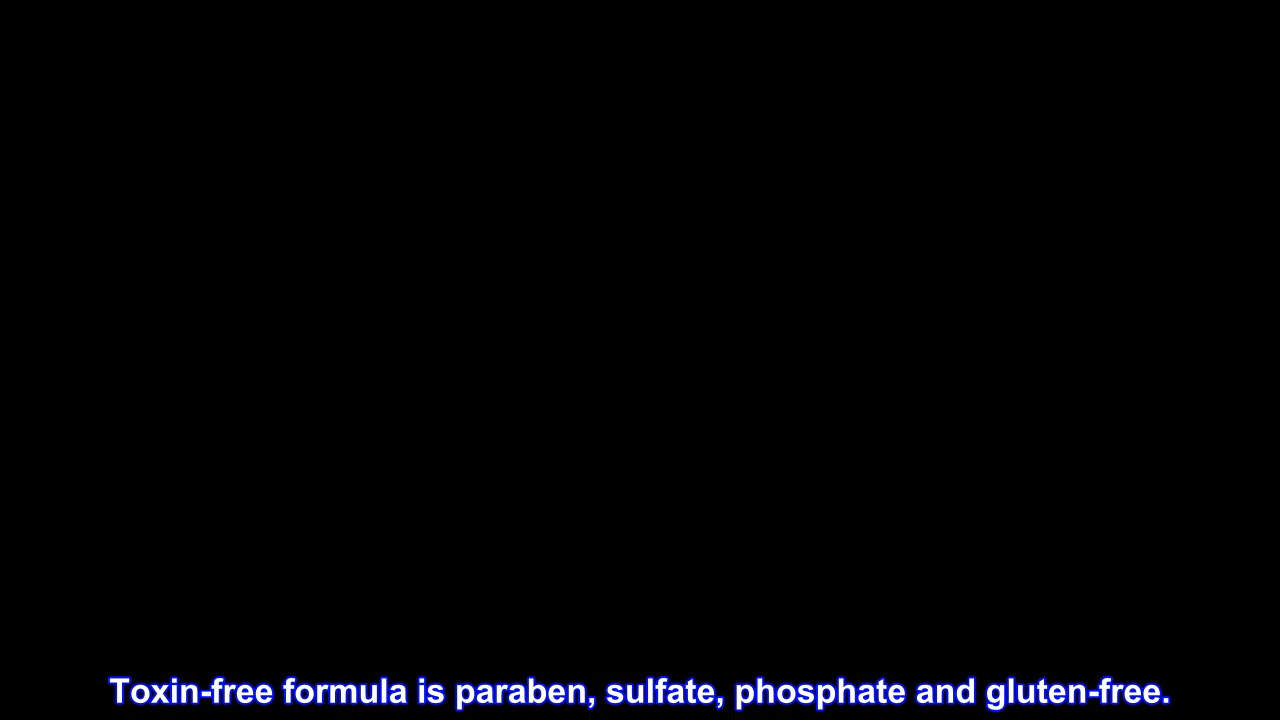 Toxin-free formula is paraben, sulfate, phosphate and gluten-free.